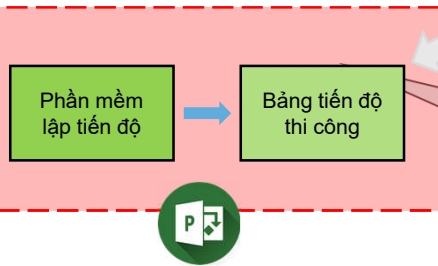 Phần mềm
lập tiến độ
Bảng tiến độ
thi công
P